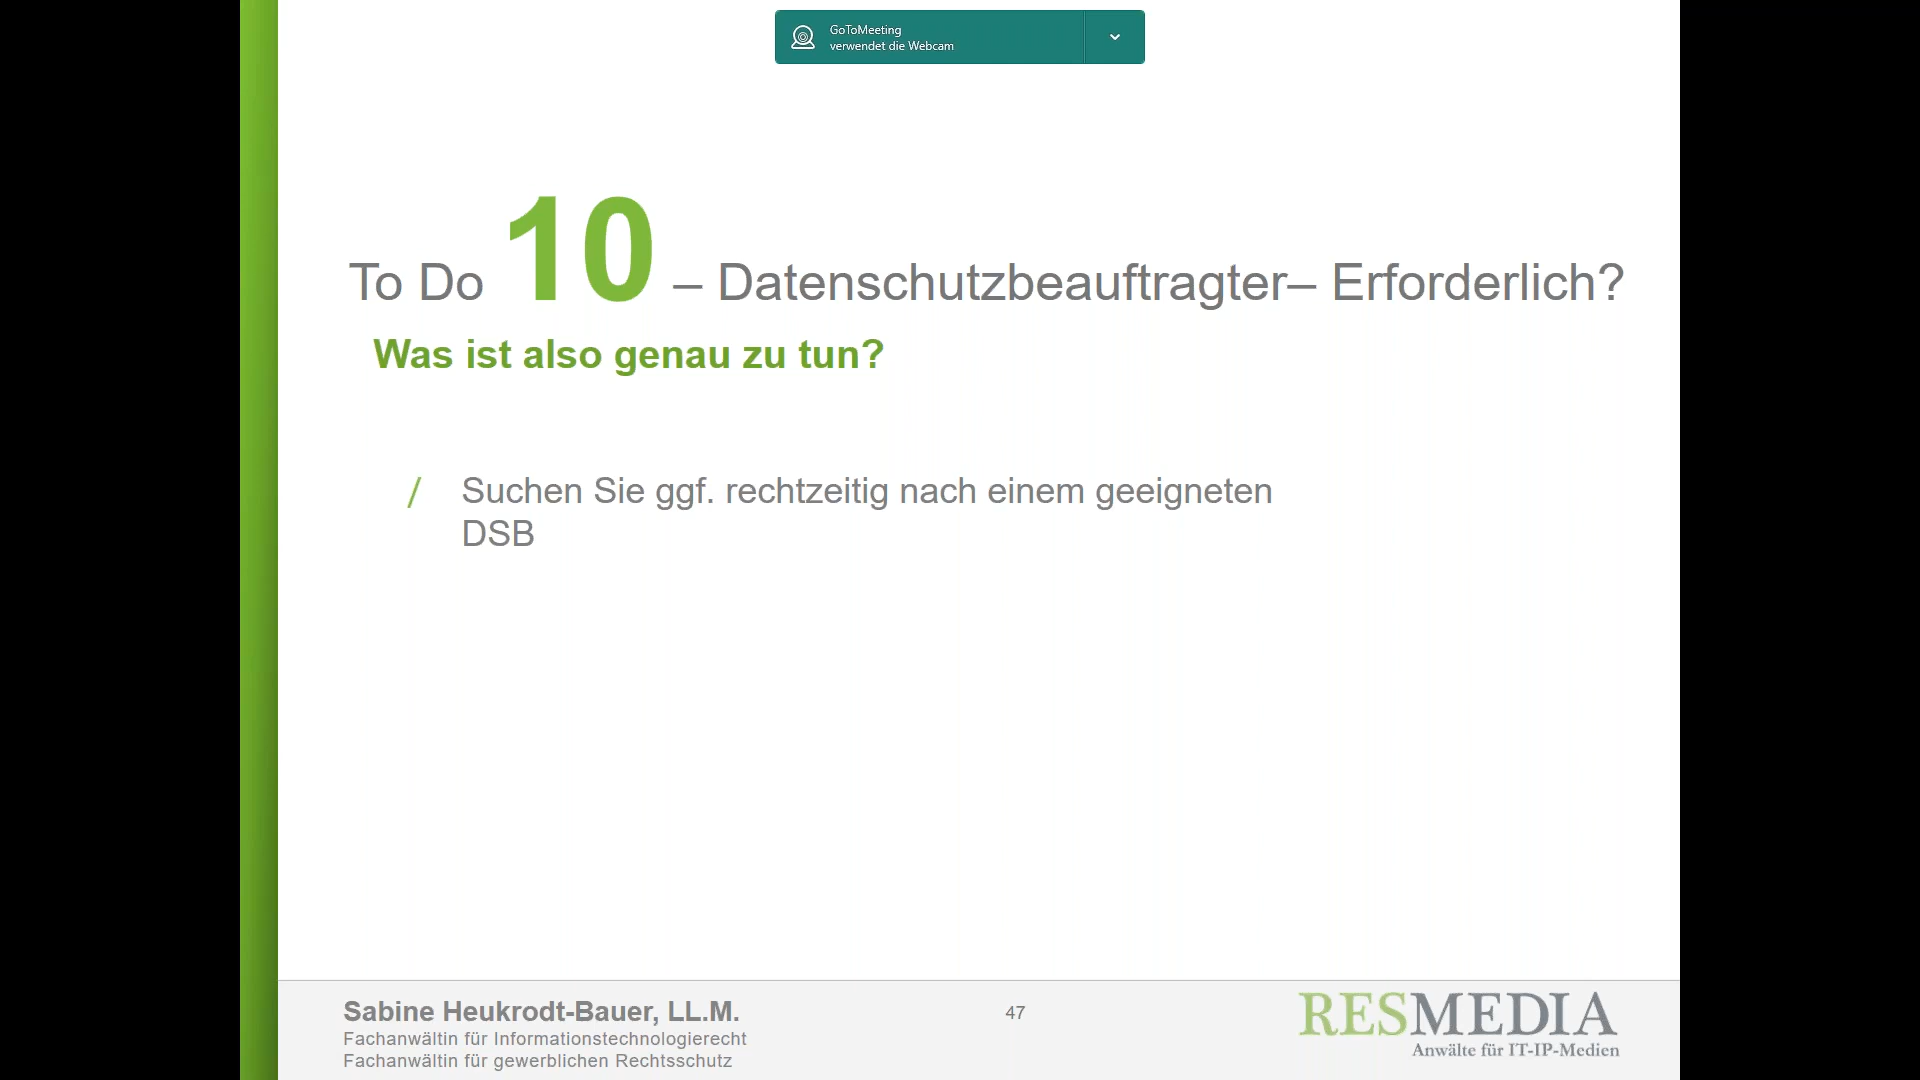 GoToMeeting
verwendet die Webcam
To Do 10 – Datenschutzbeauftragter– Erforderlich?
Was ist also genau zu tun?
/ Suchen Sie ggf. rechtzeitig nach einem geeigneten
DSB
Sabine Heukrodt-Bauer, LL.M.
Fachanwältin für Informationstechnologierecht
Fachanwältin für gewerblichen Rechtsschutz
47
RESMEDIA
Anwälte für IT-IP-Medien